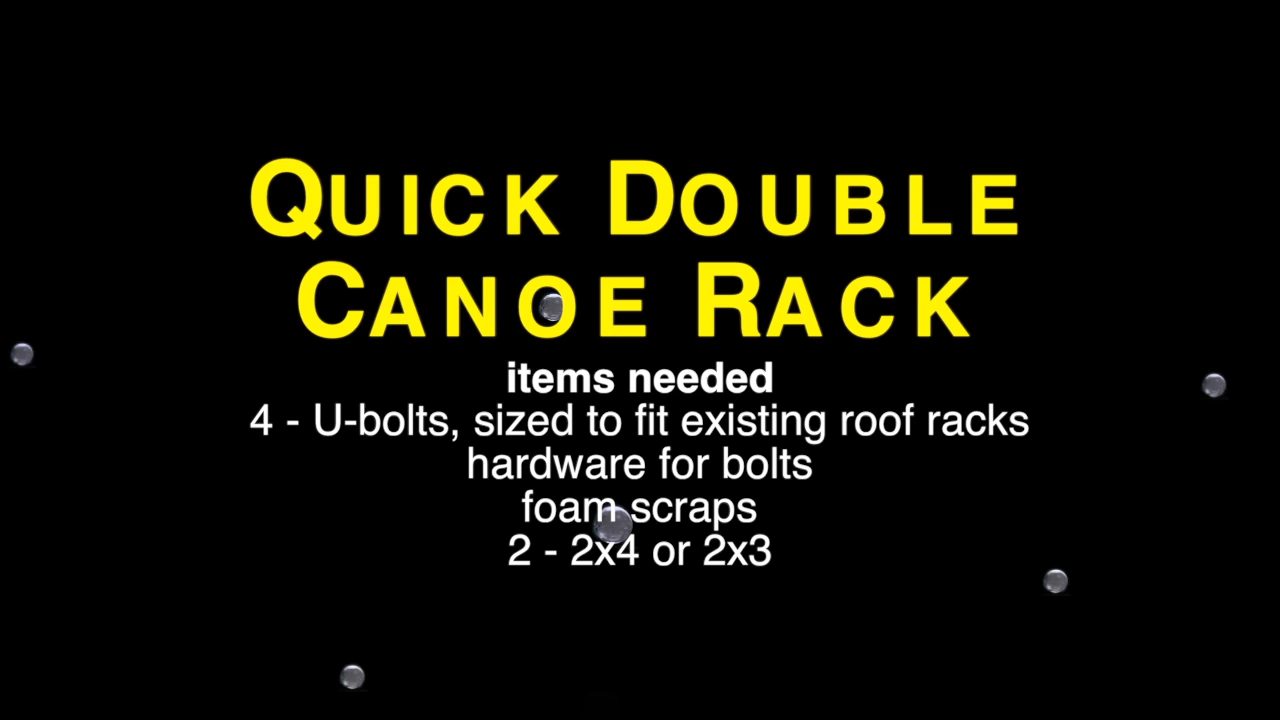 QUICK DOUBLE
CANOE RACK
items needed
4 - U-bolts, sized to fit existing roof racks
hardware for bolts
foam scraps
2 - 2x4 or 2x3